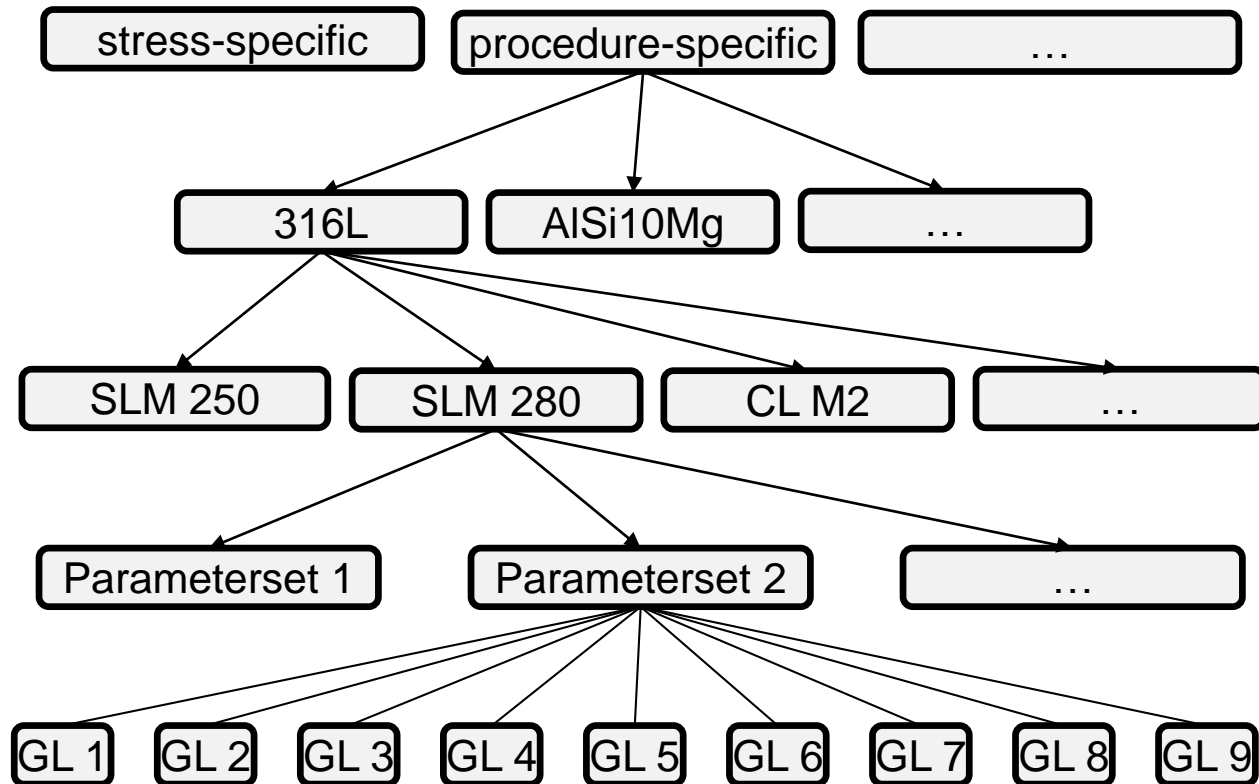 stress-specific
procedure-specific
…
316L
AlSi10Mg
…
SLM 250
SLM 280
CL M2
…
Parameterset 1
Parameterset 2
…
GL 1
GL 2
GL 3
GL 4
GL 5
GL 6
GL 7
GL 8
GL 9